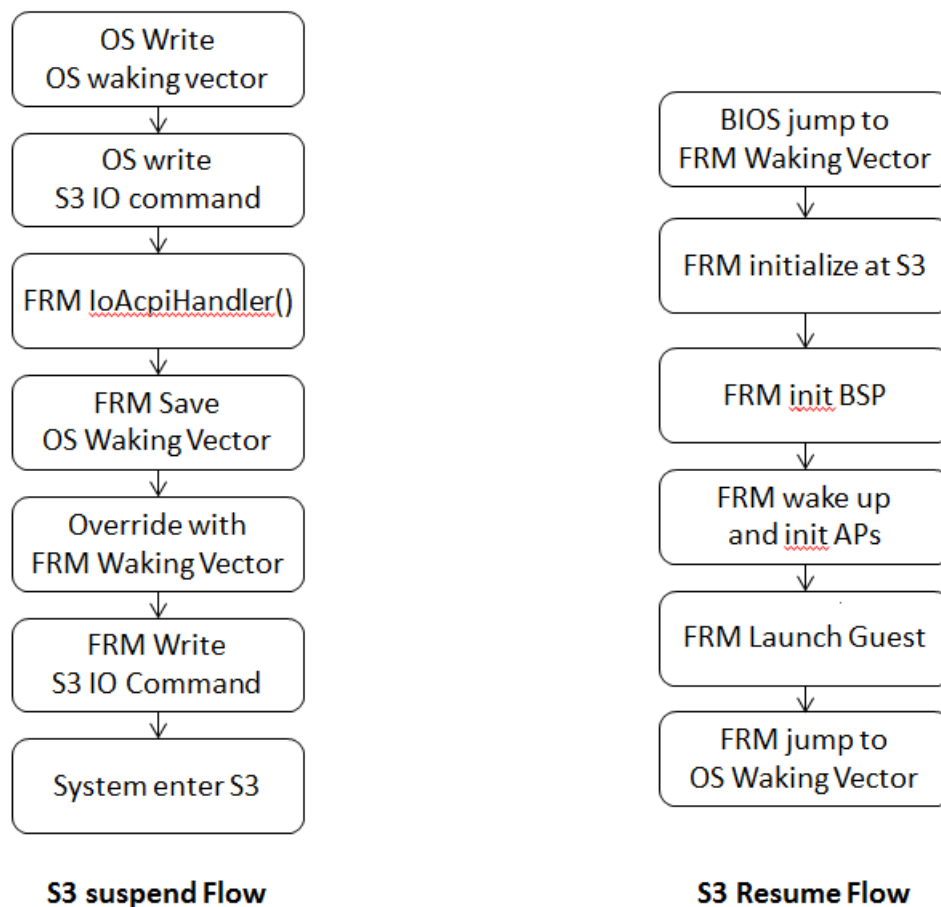 OS Write
OS waking vector
OS write
S3 IO command
FRM IoAcpiHandler()
FRM Save
OS Waking Vector
Override with
FRM Waking Vector
FRM Write
S3 IO Command
System enter S3
S3 suspend Flow
BIOS jump to
FRM Waking Vector
FRM initialize at S3
FRM init BSP
FRM wake up
and init APs
FRM Launch Guest
FRM jump to
OS Waking Vector
S3 Resume Flow